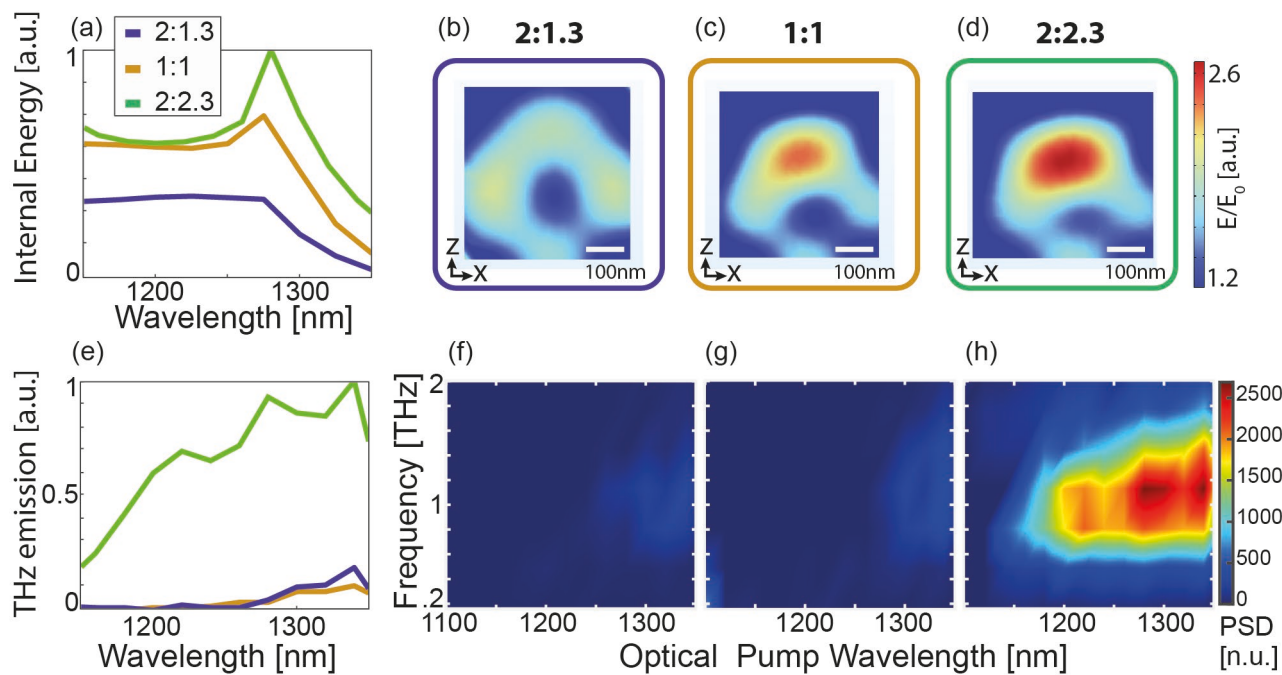 (a)
2:1.3
1:1
2:2.3
Internal Energy [a.u.]
1
0
1200
1300
Wavelength [nm]
(b)
2:1.3
Z
X
100nm
(c)
1:1
Z
X
100nm
(d)
2:2.3
Z
X
100nm
2.6
1.2
E/E0 [a.u.]
(e)
THz emission [a.u.]
1
0.5
0
1200
1300
Wavelength [nm]
(f)
(g)
(h)
Frequency [THz]
2
1
.2
1100
1200
1300
1200
1300
1200
1300
Optical Pump Wavelength [nm]
2500
2000
1500
1000
500
0
PSD
[n.u.]